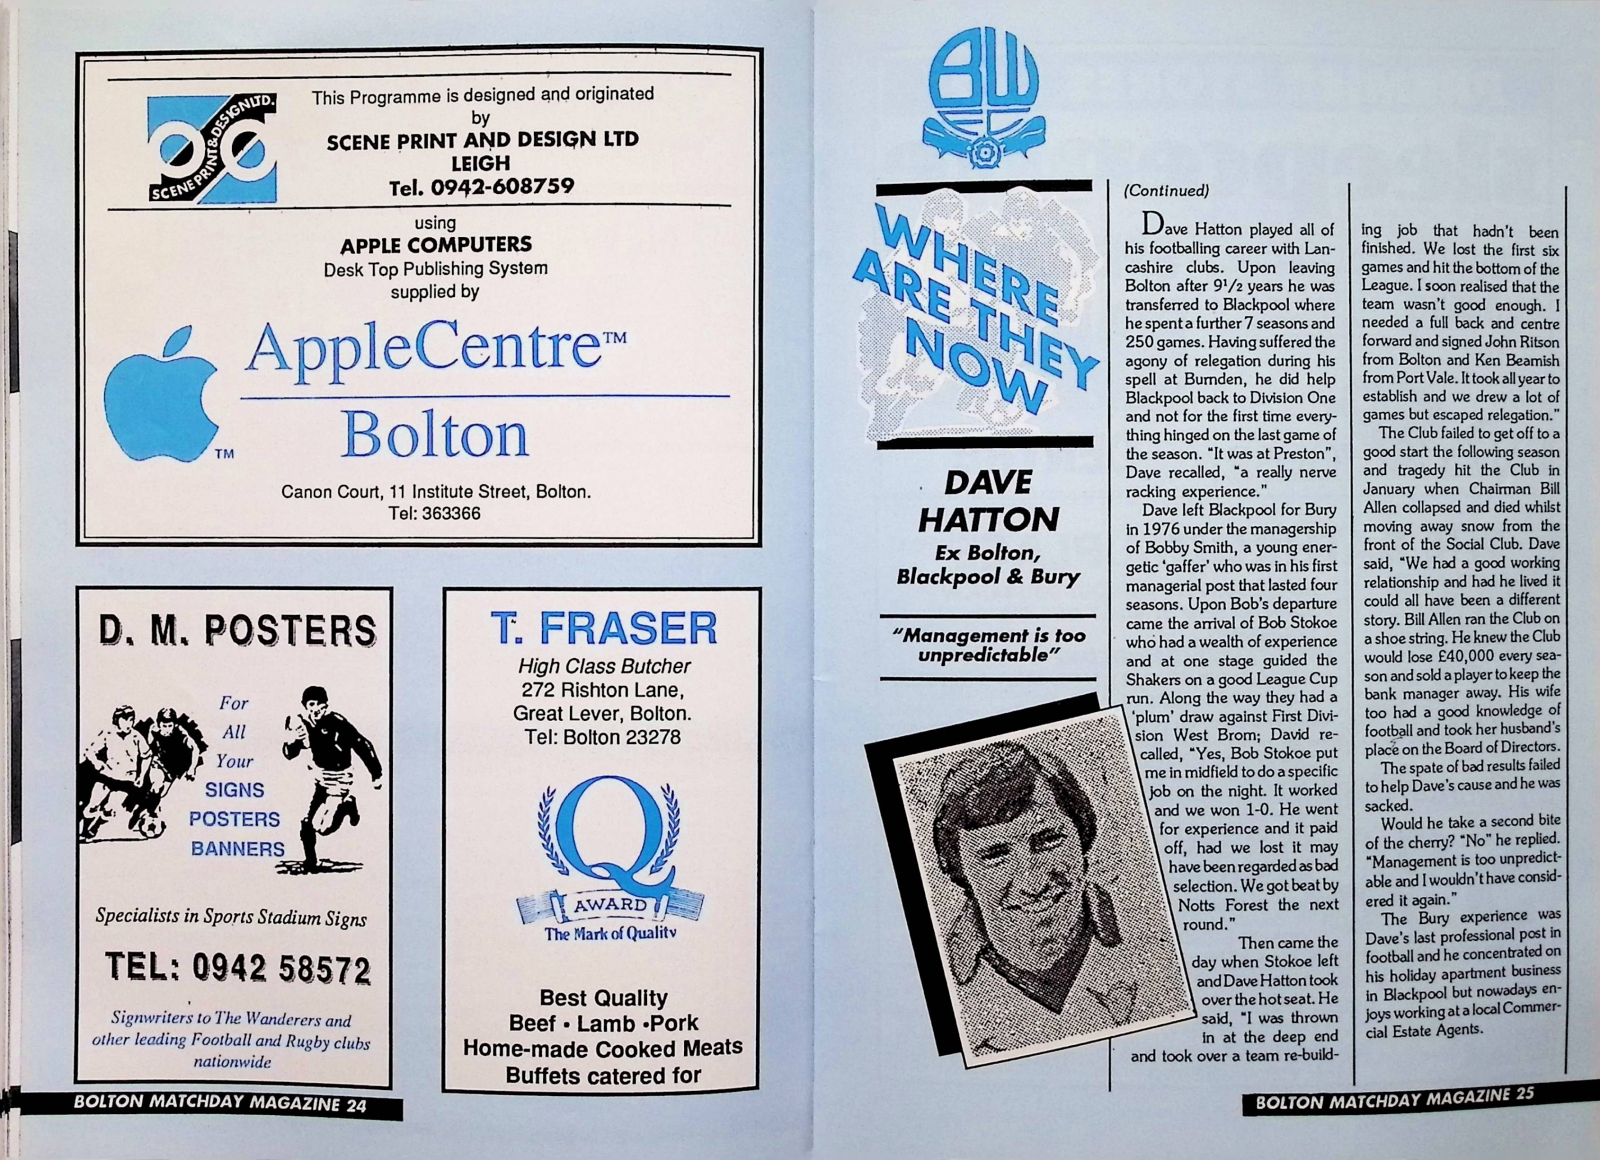 SCENE PRINT & DESIGN LTD.
This Programme is designed and originated
by
SCENE PRINT AND DESIGN LTD
LEIGH
Tel. 0942-608759
using
APPLE COMPUTERS
Desk Top Publishing System
supplied by
AppleCentre™
Bolton
TM
Canon Court, 11 Institute Street, Bolton.
Tel: 363366
D. M. POSTERS
For
All
Your
SIGNS
POSTERS
BANNERS
Specialists in Sports Stadium Signs
TEL: 0942 58572
Signwriters to The Wanderers and
other leading Football and Rugby clubs
nationwide
T. FRASER
High Class Butcher
272 Rishton Lane,
Great Lever, Bolton.
Tel: Bolton 23278
Q
AWARD
The Mark of Quality
Best Quality
Beef • Lamb •Pork
Home-made Cooked Meats
Buffets catered for
BOLTON MATCHDAY MAGAZINE 24
BW
FC
WHERE
ARE THEY
NOW
DAVE
HATTON
Ex Bolton,
Blackpool & Bury
"Management is too
unpredictable"
(Continued)
Dave Hatton played all of
his footballing career with Lan-
cashire clubs. Upon leaving
Bolton after 9½ years he was
transferred to Blackpool where
he spent a further 7 seasons and
250 games. Having suffered the
agony of relegation during his
spell at Burnden, he did help
Blackpool back to Division One
and not for the first time every-
thing hinged on the last game of
the season. "It was at Preston",
Dave recalled, "a really nerve
racking experience."
Dave left Blackpool for Bury
in 1976 under the managership
of Bobby Smith, a young ener-
getic 'gaffer' who was in his first
managerial post that lasted four
seasons. Upon Bob's departure
came the arrival of Bob Stokoe
who had a wealth of experience
and at one stage guided the
Shakers on a good League Cup
run. Along the way they had a
'plum' draw against First Divi-
sion West Brom; David re-
called, "Yes, Bob Stokoe put
me in midfield to do a specific
job on the night. It worked
and we won 1-0. He went
for experience and it paid
off, had we lost it may
have been regarded as bad
selection. We got beat by
Notts Forest the next
round."
Then came the
day when Stokoe left
and Dave Hatton took
over the hot seat. He
said, "I was thrown
in at the deep end
and took over a team re-build-
ing job that hadn't been
finished. We lost the first six
games and hit the bottom of the
League. I soon realised that the
team wasn't good enough. I
needed a full back and centre
forward and signed John Ritson
from Bolton and Ken Beamish
from Port Vale. It took all year to
establish and we drew a lot of
games but escaped relegation."
The Club failed to get off to a
good start the following season
and tragedy hit the Club in
January when Chairman Bill
Allen collapsed and died whilst
moving away snow from the
front of the Social Club. Dave
said, "We had a good working
relationship and had he lived it
could all have been a different
story. Bill Allen ran the Club on
a shoe string. He knew the Club
would lose £40,000 every sea-
son and sold a player to keep the
bank manager away. His wife
too had a good knowledge of
football and took her husband's
place on the Board of Directors.
The spate of bad results failed
to help Dave's cause and he was
sacked.
Would he take a second bite
of the cherry? "No" he replied.
"Management is too unpredict-
able and I wouldn't have consid-
ered it again."
The Bury experience was
Dave's last professional post in
football and he concentrated on
his holiday apartment business
in Blackpool but nowadays en-
joys working at a local Commer-
cial Estate Agents.
BOLTON MATCHDAY MAGAZINE 25